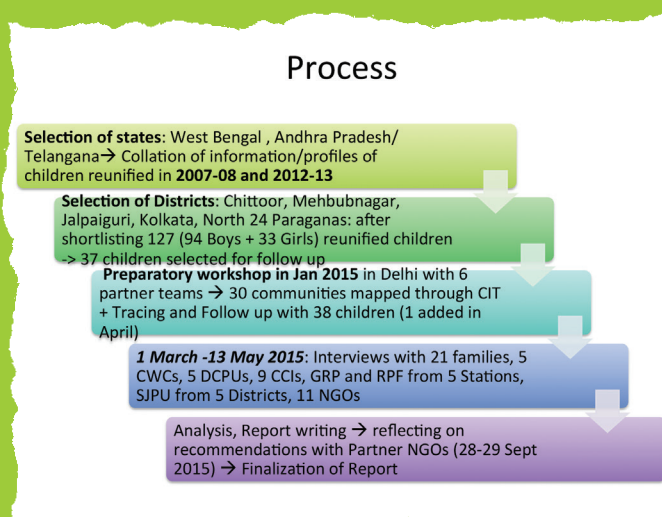 Process
Selection of states: West Bengal , Andhra Pradesh/
Telangana→ Collation of information/profiles of
children reunified in 2007-08 and 2012-13
Selection of Districts: Chittoor, Mehbubnagar,
Jalpaiguri, Kolkata, North 24 Paraganas: after
shortlisting 127 (94 Boys + 33 Girls) reunified children
-> 37 children selected for follow up
Preparatory workshop in Jan 2015 in Delhi with 6
partner teams → 30 communities mapped through CIT
+ Tracing and Follow up with 38 children (1 added in
April)
1 March -13 May 2015: Interviews with 21 families, 5
CWCs, 5 DCPUs, 9 CCIs, GRP and RPF from 5 Stations,
SJPU from 5 Districts, 11 NGOs
Analysis, Report writing → reflecting on
recommendations with Partner NGOs (28-29 Sept
2015) → Finalization of Report